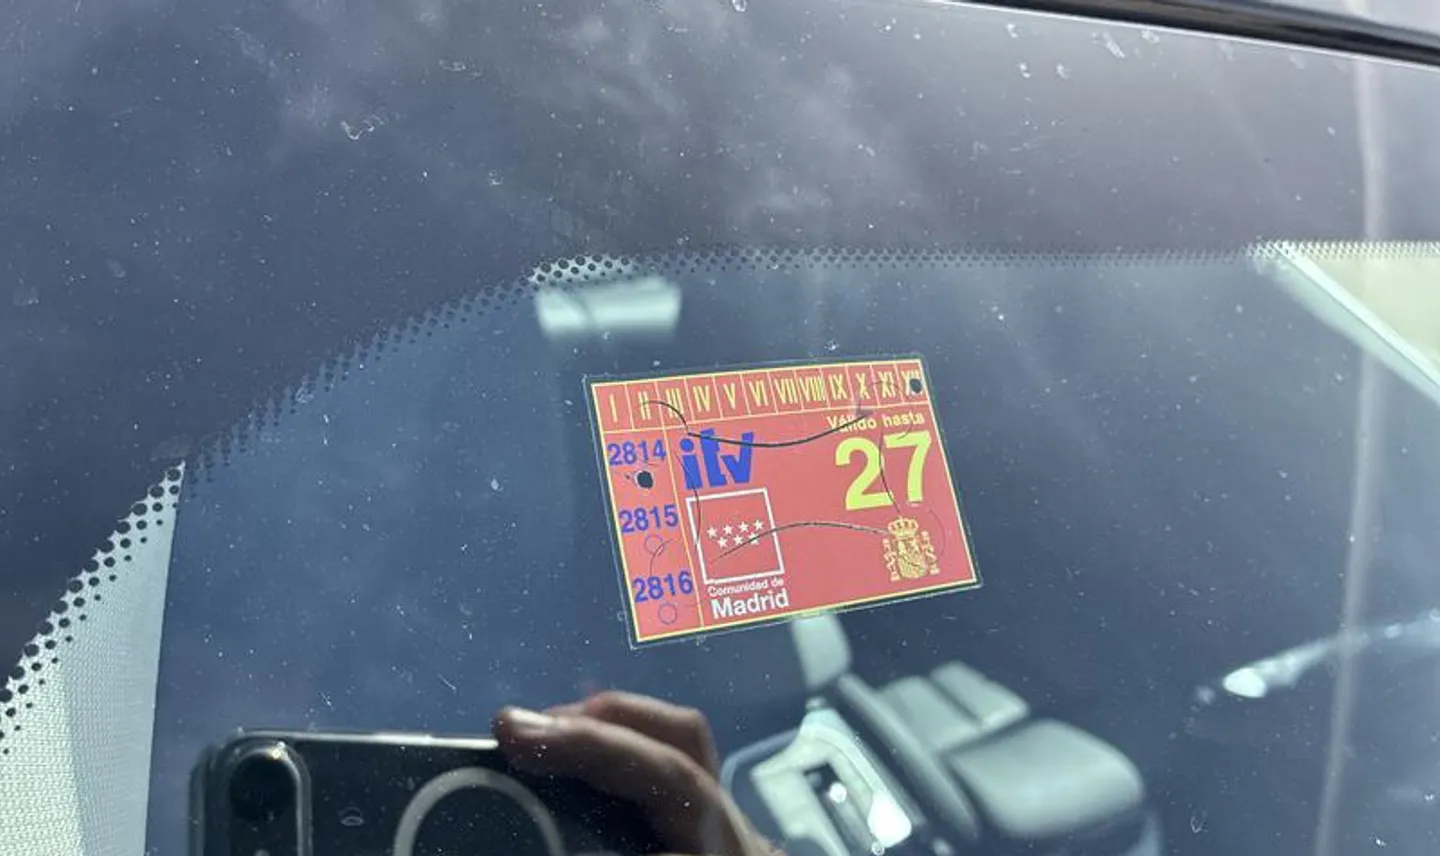 I II III IV V VI VII VIII IX X XI XII
Válido hasta
27
2814
itv
2815
2816
Comunidad de
Madrid